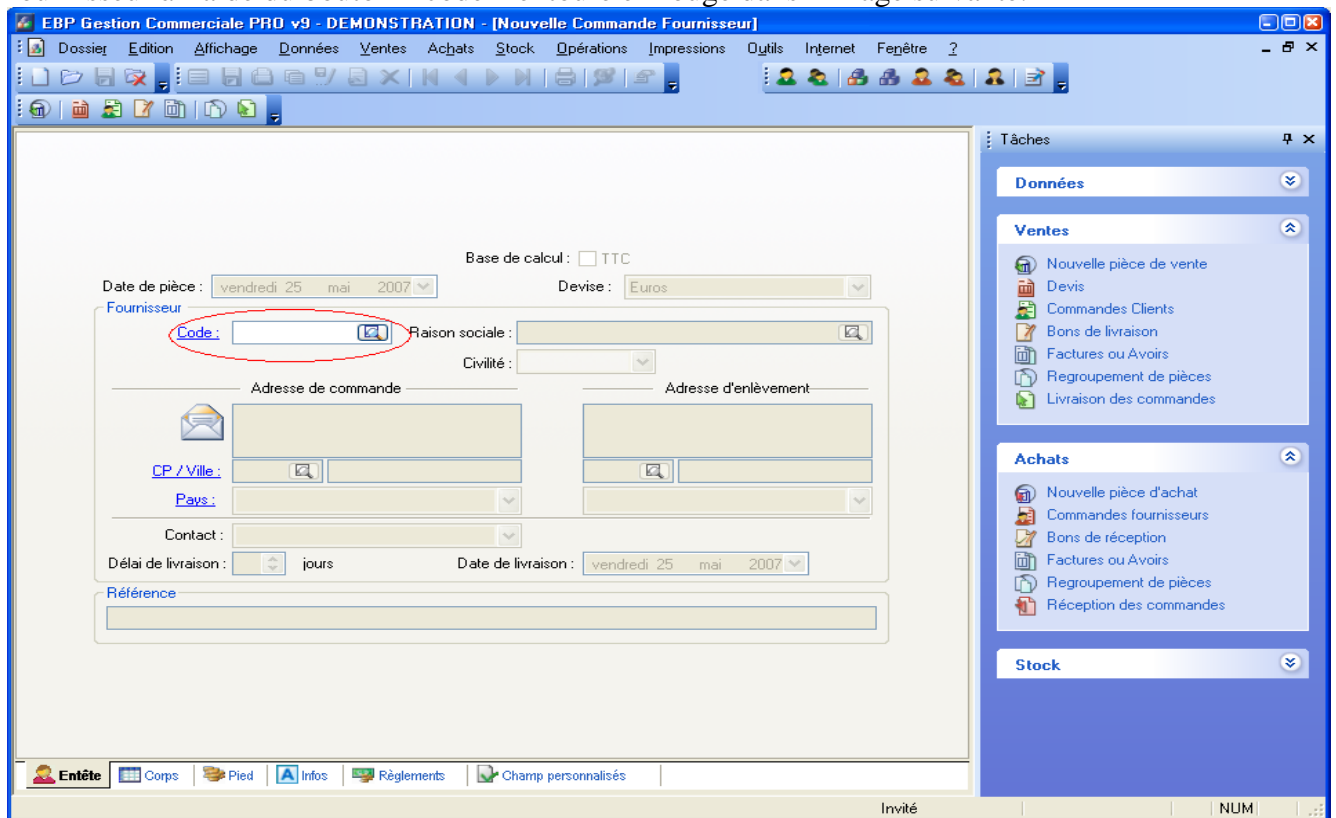 EBP Gestion Commerciale PRO v9 - DEMONSTRATION - [Nouvelle Commande Fournisseur]
Dossier Edition Affichage Données Ventes Achats Stock Opérations Impressions Outils Internet Fenêtre ?
Tâches
Données
Ventes
Nouvelle pièce de vente
Devis
Commandes Clients
Bons de livraison
Factures ou Avoirs
Regroupement de pièces
Livraison des commandes
Achats
Nouvelle pièce d'achat
Commandes fournisseurs
Bons de réception
Factures ou Avoirs
Regroupement de pièces
Réception des commandes
Stock
Base de calcul : TTC
Date de pièce : vendredi 25 mai 2007 Devise : Euros
Fournisseur
Code : Raison sociale :
Civilité :
Adresse de commande Adresse d'enlèvement
CP / Ville :
Pays :
Contact :
Délai de livraison : jours Date de livraison : vendredi 25 mai 2007
Référence
Entête Corps Pied Infos Règlements Champ personnalisés
Invité NUM